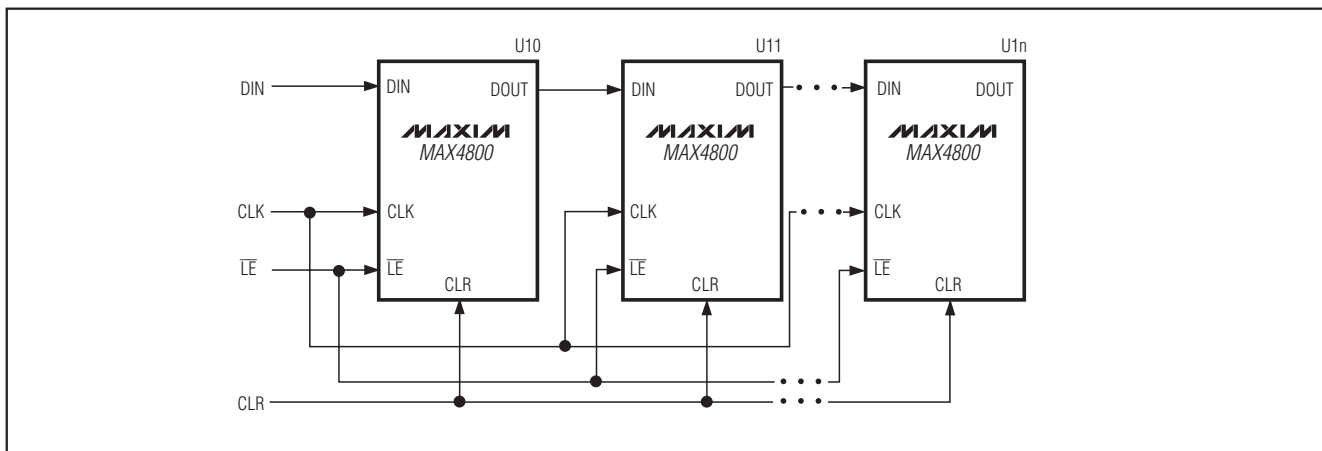 U10
DIN
DIN
DOUT
MAXIM
MAX4800
CLK
CLK
LE
LE
CLR
U11
DIN
DOUT
MAXIM
MAX4800
CLK
LE
CLR
U1n
DIN
DOUT
MAXIM
MAX4800
CLK
LE
CLR
CLR